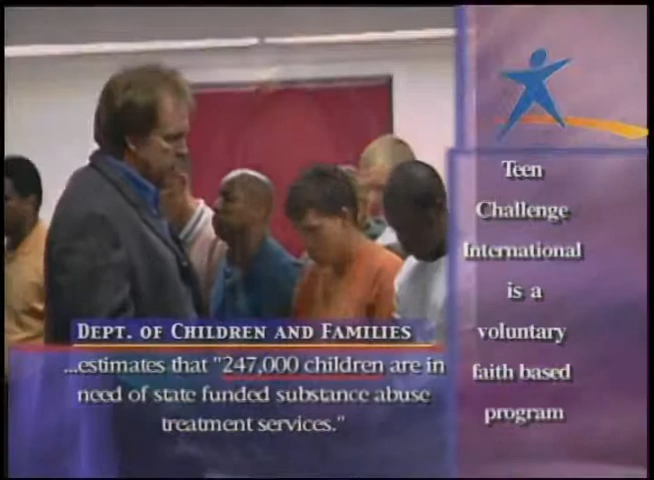 DEPT. OF CHILDREN AND FAMILIES
...estimates that "247,000 children are in
need of state funded substance abuse
treatment services."
Teen
Challenge
International
is a
voluntary
faith based
program